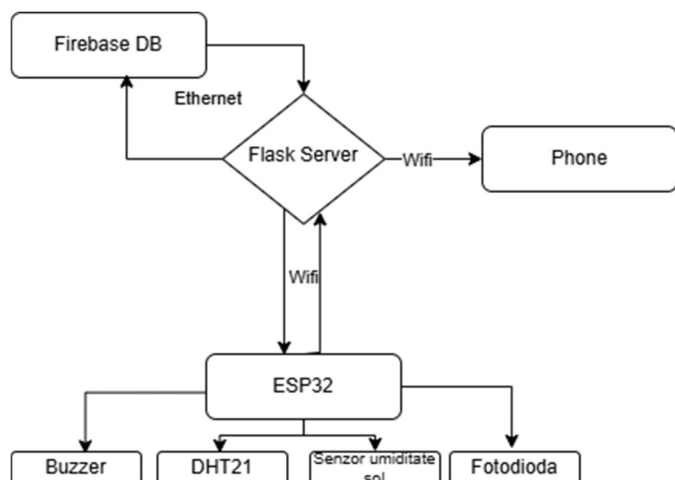 Firebase DB
Ethernet
Flask Server
Wifi
Phone
Wifi
ESP32
Buzzer
DHT21
Senzor umiditate
sol
Fotodioda